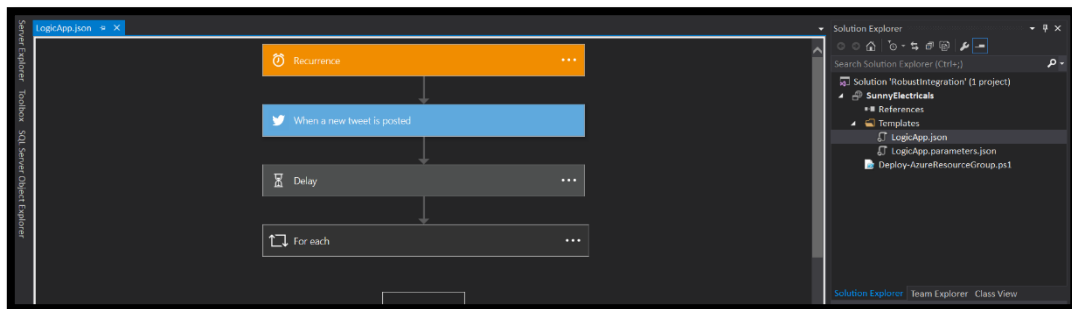 Server Explorer
Toolbox
SQL Server Object Explorer
LogicApp.json
Recurrence
When a new tweet is posted
Delay
For each
Solution Explorer
Search Solution Explorer (Ctrl+;)
Solution 'RobustIntegration' (1 project)
SunnyElectricals
References
Templates
LogicApp.json
LogicApp.parameters.json
Deploy-AzureResourceGroup.ps1
Solution Explorer Team Explorer Class View